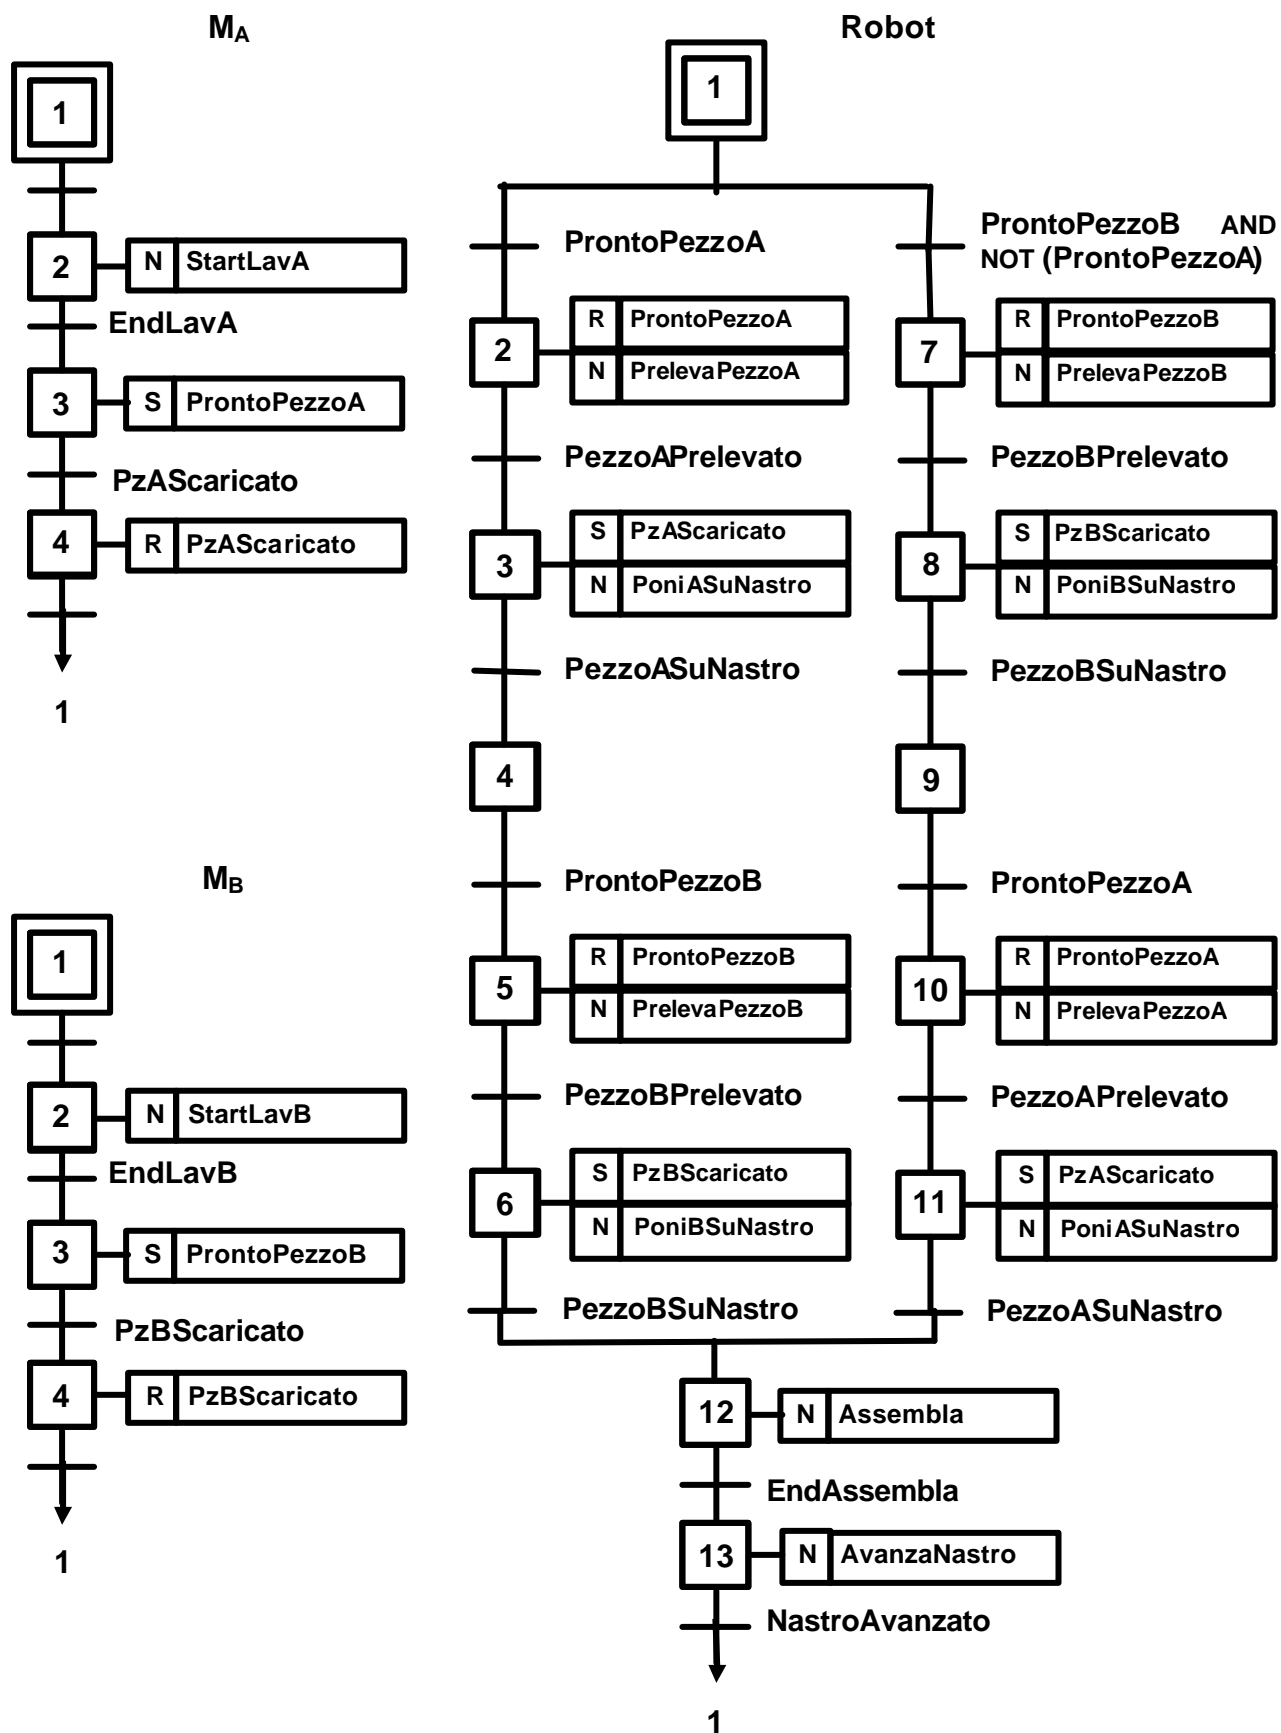 M_A
1
2
N StartLavA
EndLavA
3
S ProntoPezzoA
PzAScaricato
4
R PzAScaricato
1
M_B
1
2
N StartLavB
EndLavB
3
S ProntoPezzoB
PzBScaricato
4
R PzBScaricato
1
Robot
1
ProntoPezzoA
2
R ProntoPezzoA
N PrelevaPezzoA
PezzoAPrelevato
3
S PzAScaricato
N PoniASuNastro
PezzoASuNastro
4
ProntoPezzoB
5
R ProntoPezzoB
N PrelevaPezzoB
PezzoBPrelevato
6
S PzBScaricato
N PoniBSuNastro
PezzoBSuNastro
ProntoPezzoB AND
NOT (ProntoPezzoA)
7
R ProntoPezzoB
N PrelevaPezzoB
PezzoBPrelevato
8
S PzBScaricato
N PoniBSuNastro
PezzoBSuNastro
9
ProntoPezzoA
10
R ProntoPezzoA
N PrelevaPezzoA
PezzoAPrelevato
11
S PzAScaricato
N PoniASuNastro
PezzoASuNastro
12
N Assembla
EndAssembla
13
N AvanzaNastro
NastroAvanzato
1